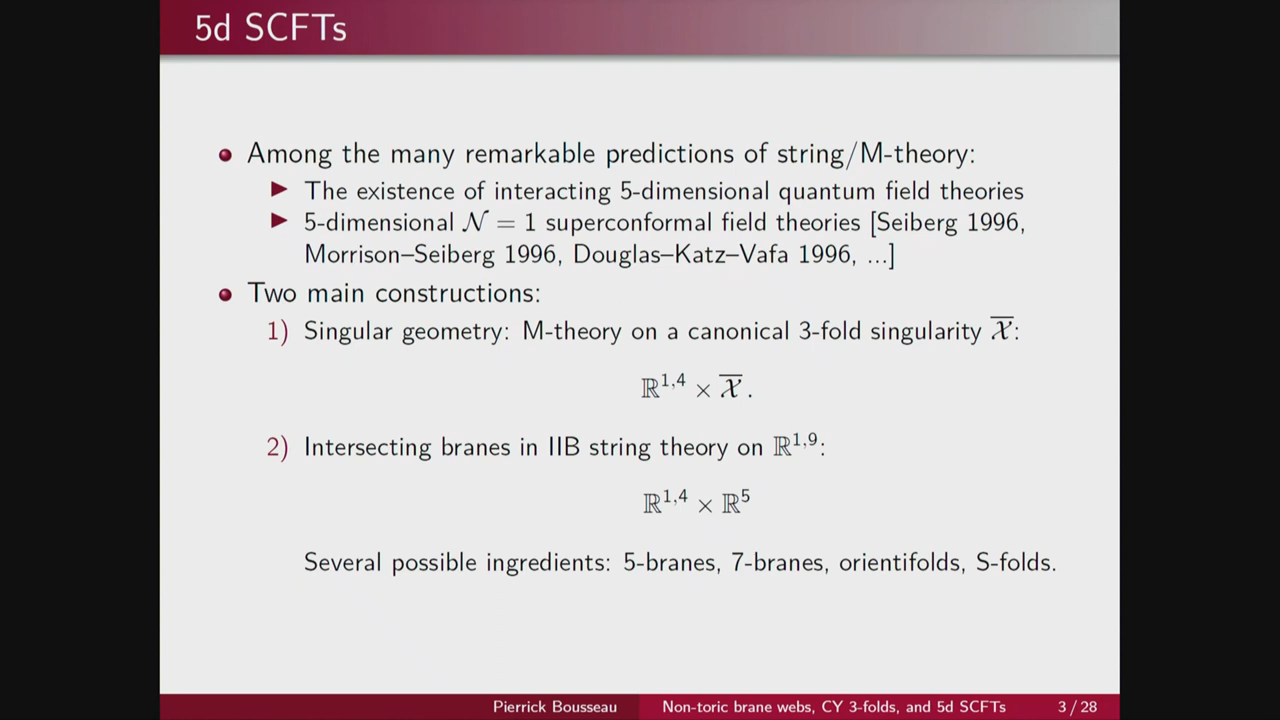 5d SCFTs
Among the many remarkable predictions of string/M-theory:
The existence of interacting 5-dimensional quantum field theories
5-dimensional 𝒩 = 1 superconformal field theories [Seiberg 1996,
Morrison–Seiberg 1996, Douglas–Katz–Vafa 1996, ...]
Two main constructions:
1) Singular geometry: M-theory on a canonical 3-fold singularity 𝒳̅:
ℝ¹,⁴ × 𝒳̅.
2) Intersecting branes in IIB string theory on ℝ¹,⁹:
ℝ¹,⁴ × ℝ⁵
Several possible ingredients: 5-branes, 7-branes, orientifolds, S-folds.
Pierrick Bousseau Non-toric brane webs, CY 3-folds, and 5d SCFTs 3 / 28